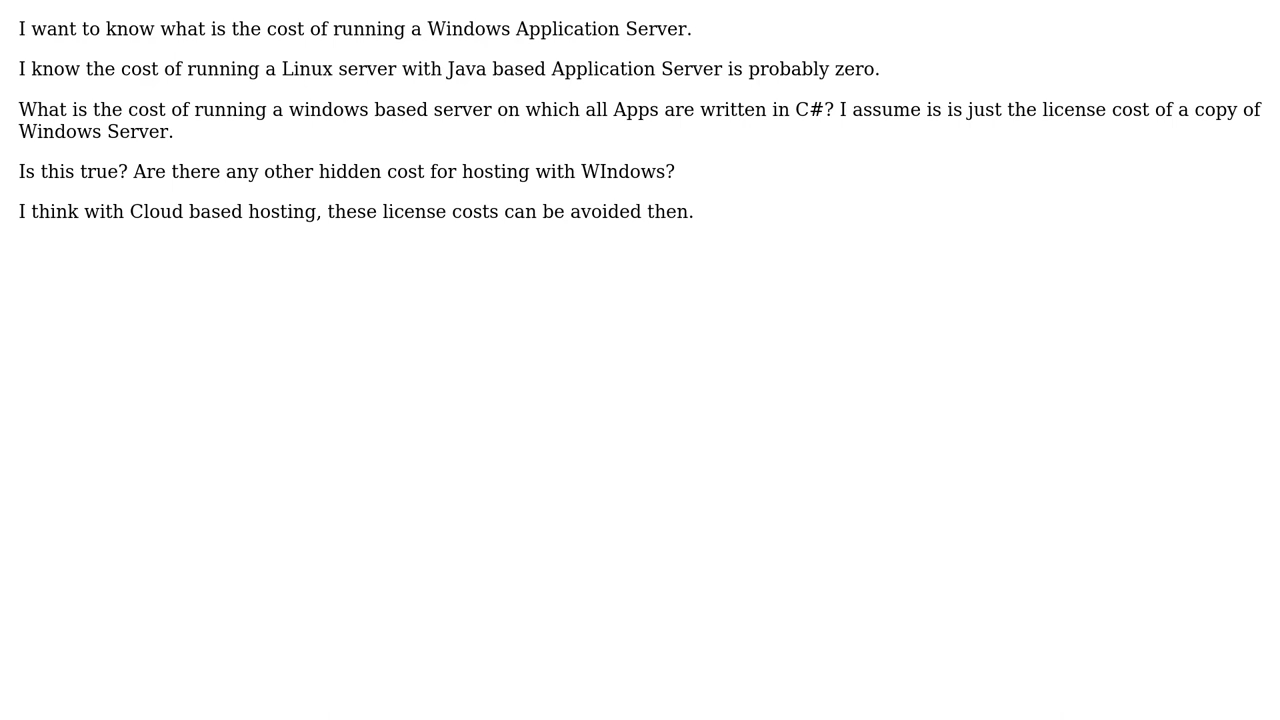 I want to know what is the cost of running a Windows Application Server.
I know the cost of running a Linux server with Java based Application Server is probably zero.
What is the cost of running a windows based server on which all Apps are written in C#? I assume is is just the license cost of a copy of
Windows Server.
Is this true? Are there any other hidden cost for hosting with WIndows?
I think with Cloud based hosting, these license costs can be avoided then.